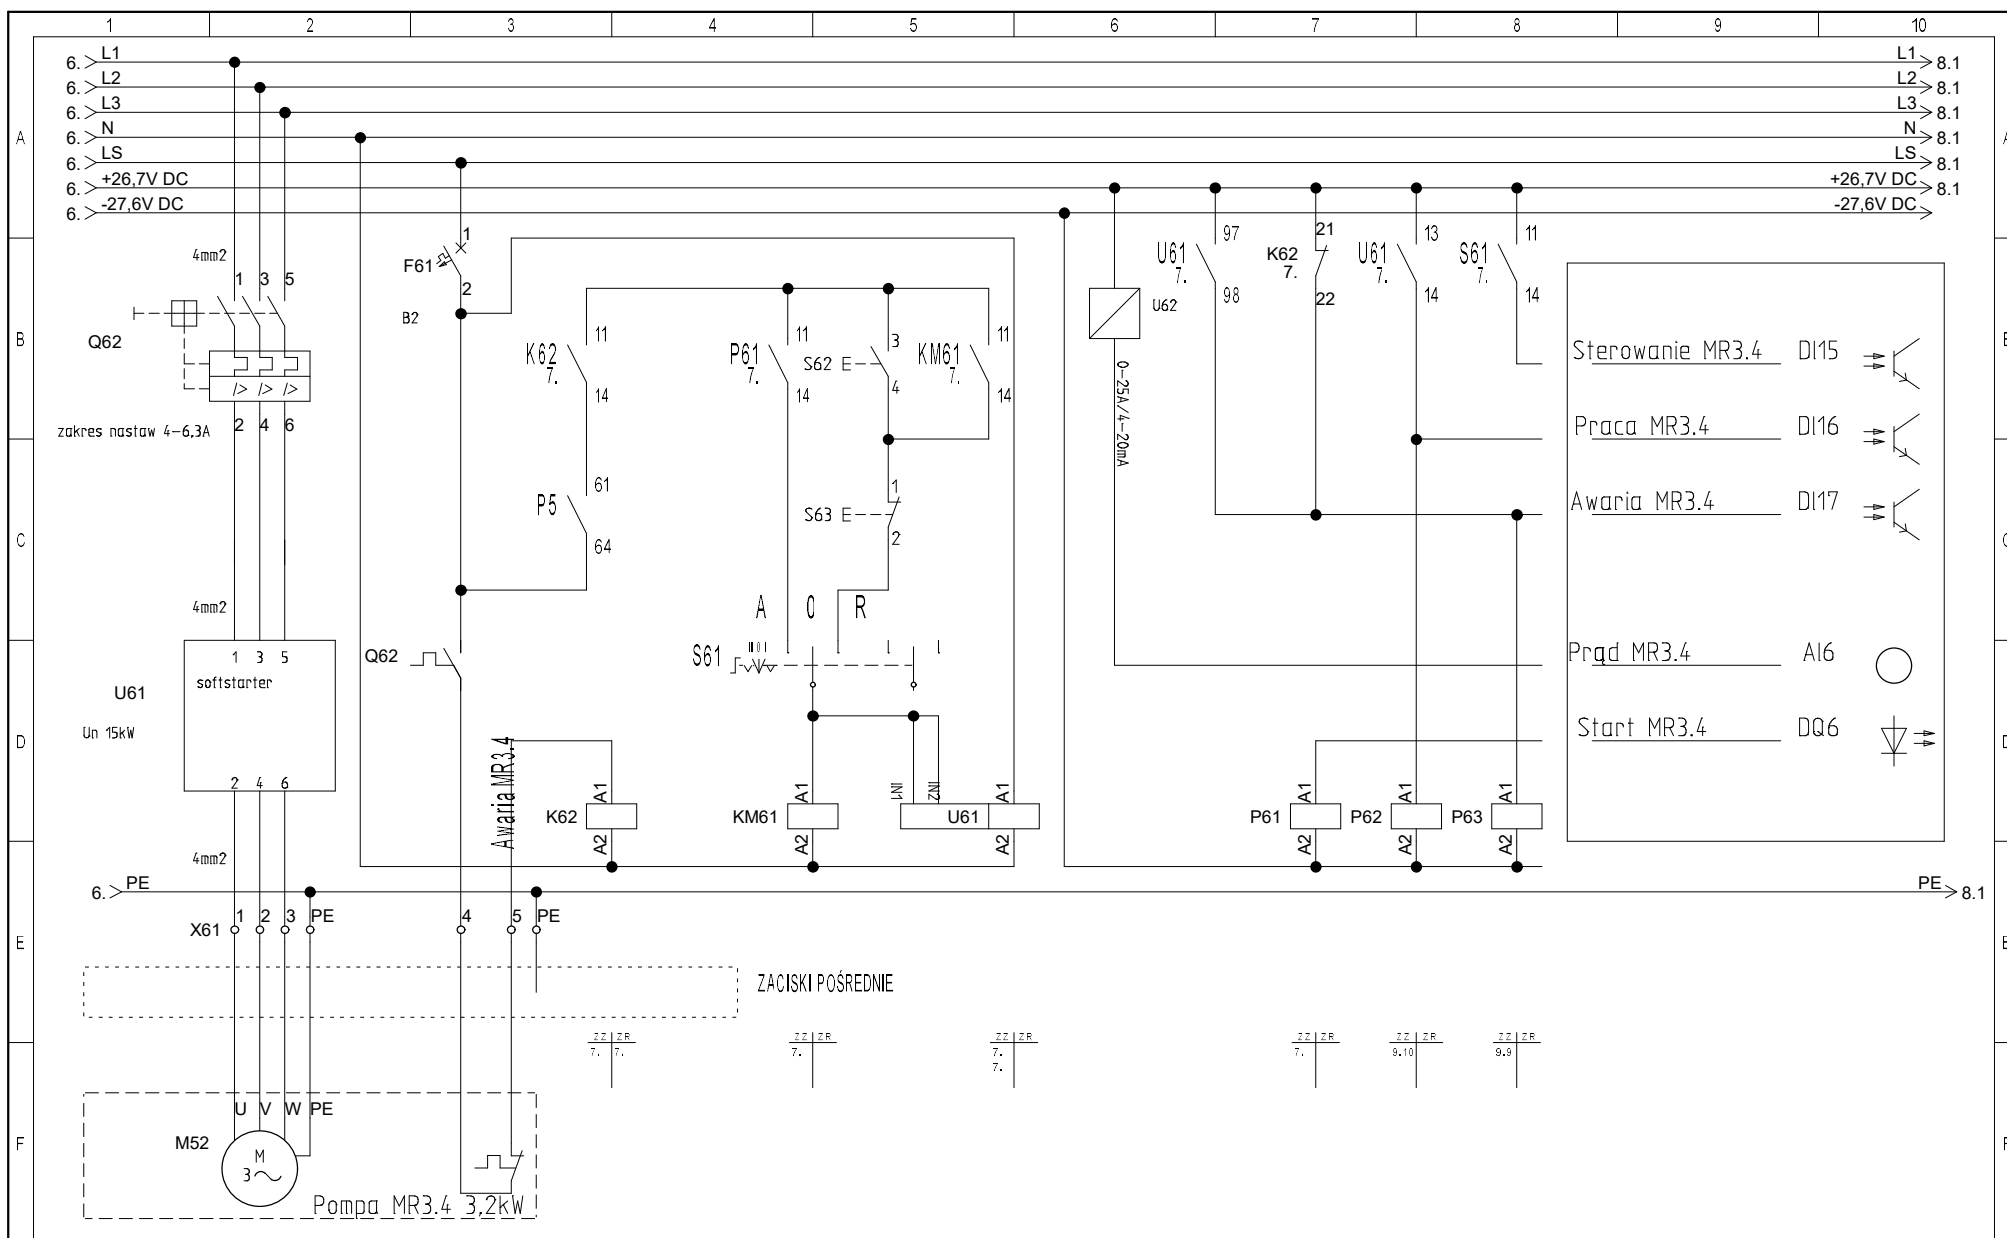 1 2 3 4 5 6 7 8 9 10
6. L1 L1 8.1
6. L2 L2 8.1
6. L3 L3 8.1
A 6. N N 8.1 A
6. LS LS 8.1
6. +26,7V DC +26,7V DC 8.1
6. -27,6V DC -27,6V DC
4mm2
1 3 5
Q62
/> /> />
2 4 6
zakres nastaw 4-6,3A
4mm2
1 3 5
softstarter
U61
Un 15kW
2 4 6
4mm2
F61
1
2
B2
Q62
K62
7.
11
14
P5
61
64
P61
7.
11
14
S62 E
3
4
KM61
7.
11
14
S63 E
1
2
A 0 R
S61
Awaria MR3.4
K62 A1 A2
KM61 A1 A2
IN1 IN2
U61 A1 A2
U62
0-25A/4-20mA
U61
7.
97
98
K62
7.
21
22
U61
7.
13
14
S61
7.
11
14
P61 A1 A2
P62 A1 A2
P63 A1 A2
Sterowanie MR3.4 DI15
Praca MR3.4 DI16
Awaria MR3.4 DI17
Prąd MR3.4 AI6
Start MR3.4 DQ6
B B
C C
D D
6. PE PE 8.1
X61 1 2 3 PE 4 5 PE
E E
ZACISKI POŚREDNIE
ZZ ZR ZZ ZR ZZ ZR ZZ ZR ZZ ZR ZZ ZR
7. 7. 7. 7. 7. 9.10 9.9
7.
U V W PE
M52
M
3
F F
Pompa MR3.4 3,2kW